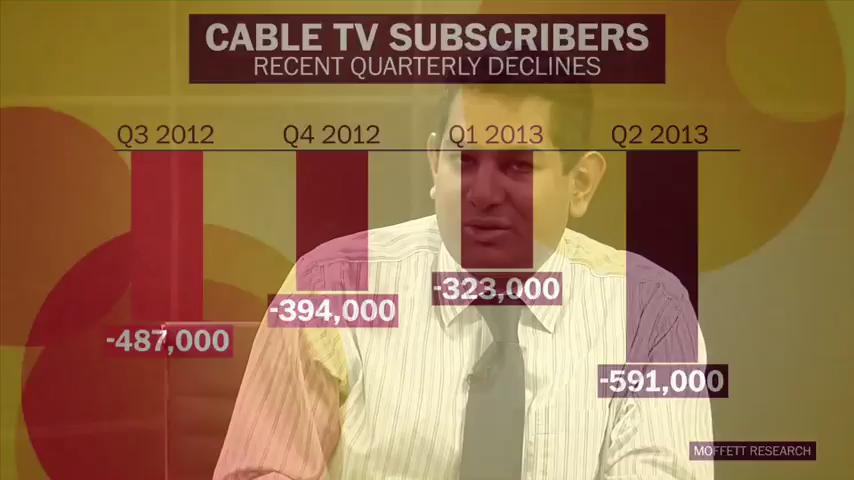 CABLE TV SUBSCRIBERS
RECENT QUARTERLY DECLINES
Q3 2012 Q4 2012 Q1 2013 Q2 2013
-487,000 -394,000 -323,000 -591,000
MOFFETT RESEARCH